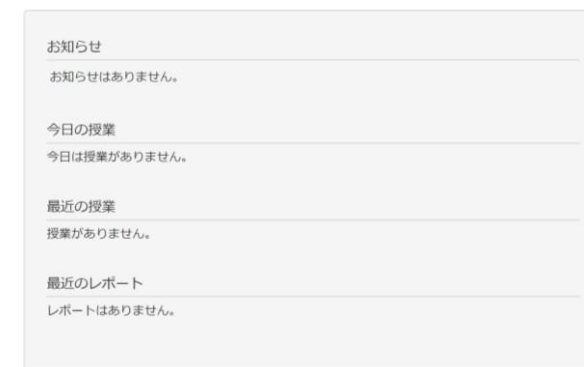 お知らせ
お知らせはありません。
今日の授業
今日は授業がありません。
最近の授業
授業がありません。
最近のレポート
レポートはありません。